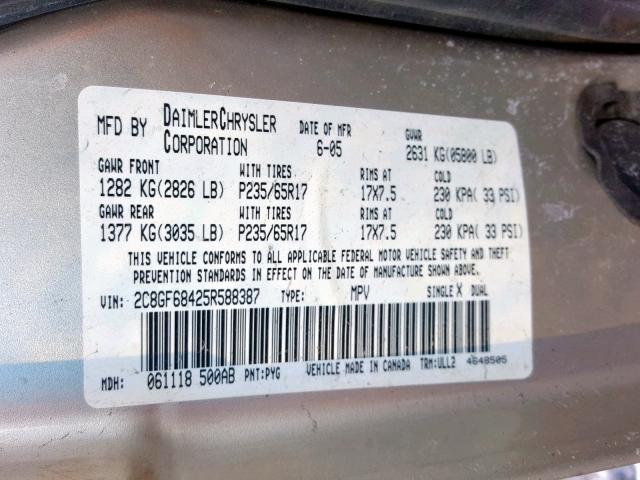 MFD BY DAIMLERCHRYSLER CORPORATION DATE OF MFR 6-05 GVWR 2631 KG(05800 LB)
GAWR FRONT WITH TIRES RIMS AT COLD
1282 KG(2826 LB) P235/65R17 17X7.5 230 KPA( 33 PSI)
GAWR REAR WITH TIRES RIMS AT COLD
1377 KG(3035 LB) P235/65R17 17X7.5 230 KPA( 33 PSI)
THIS VEHICLE CONFORMS TO ALL APPLICABLE FEDERAL MOTOR VEHICLE SAFETY AND THEFT
PREVENTION STANDARDS IN EFFECT ON THE DATE OF MANUFACTURE SHOWN ABOVE.
VIN: 2C8GF68425R588387 TYPE: MPV SINGLE X DUAL
MDH: 061118 500AB PNT:PYG VEHICLE MADE IN CANADA TRM:ULL2 4648505